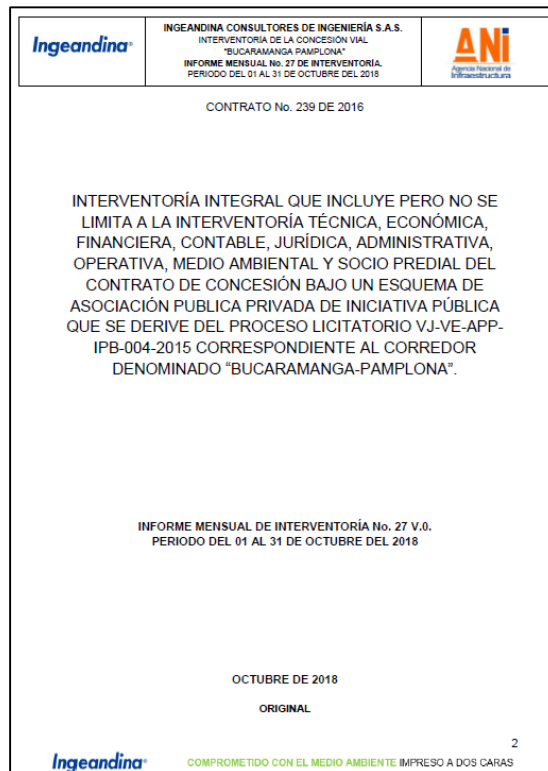 Ingeandina
INGEANDINA CONSULTORES DE INGENIERÍA S.A.S.
INTERVENTORÍA DE LA CONCESIÓN VIAL
"BUCARAMANGA PAMPLONA"
INFORME MENSUAL No. 27 DE INTERVENTORÍA.
PERIODO DEL 01 AL 31 DE OCTUBRE DEL 2018
ANI
Agencia Nacional de
Infraestructura
CONTRATO No. 239 DE 2016
INTERVENTORÍA INTEGRAL QUE INCLUYE PERO NO SE
LIMITA A LA INTERVENTORÍA TÉCNICA, ECONÓMICA,
FINANCIERA, CONTABLE, JURÍDICA, ADMINISTRATIVA,
OPERATIVA, MEDIO AMBIENTAL Y SOCIO PREDIAL DEL
CONTRATO DE CONCESIÓN BAJO UN ESQUEMA DE
ASOCIACIÓN PUBLICA PRIVADA DE INICIATIVA PÚBLICA
QUE SE DERIVE DEL PROCESO LICITATORIO VJ-VE-APP-
IPB-004-2015 CORRESPONDIENTE AL CORREDOR
DENOMINADO "BUCARAMANGA-PAMPLONA".
INFORME MENSUAL DE INTERVENTORÍA No. 27 V.0.
PERIODO DEL 01 AL 31 DE OCTUBRE DEL 2018
OCTUBRE DE 2018
ORIGINAL
2
Ingeandina
COMPROMETIDO CON EL MEDIO AMBIENTE IMPRESO A DOS CARAS